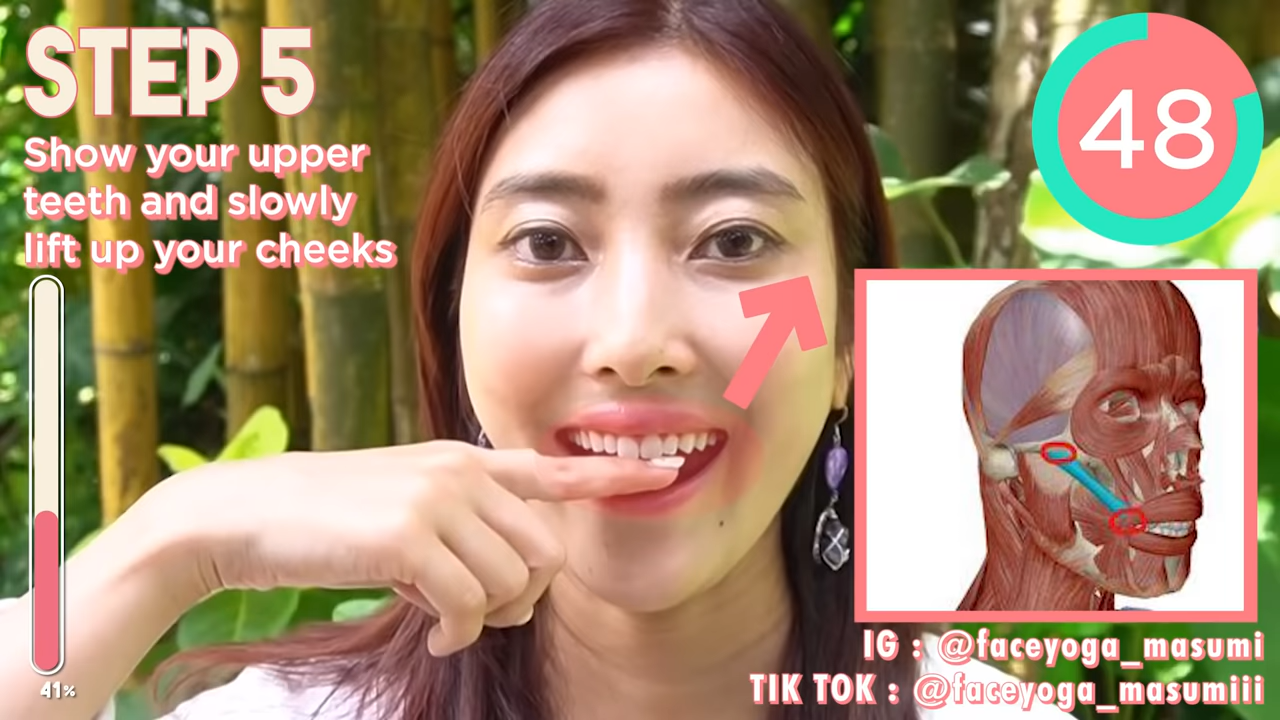 STEP 5
Show your upper
teeth and slowly
lift up your cheeks
48
41%
IG : @faceyoga_masumi
TIK TOK : @faceyoga_masumiii